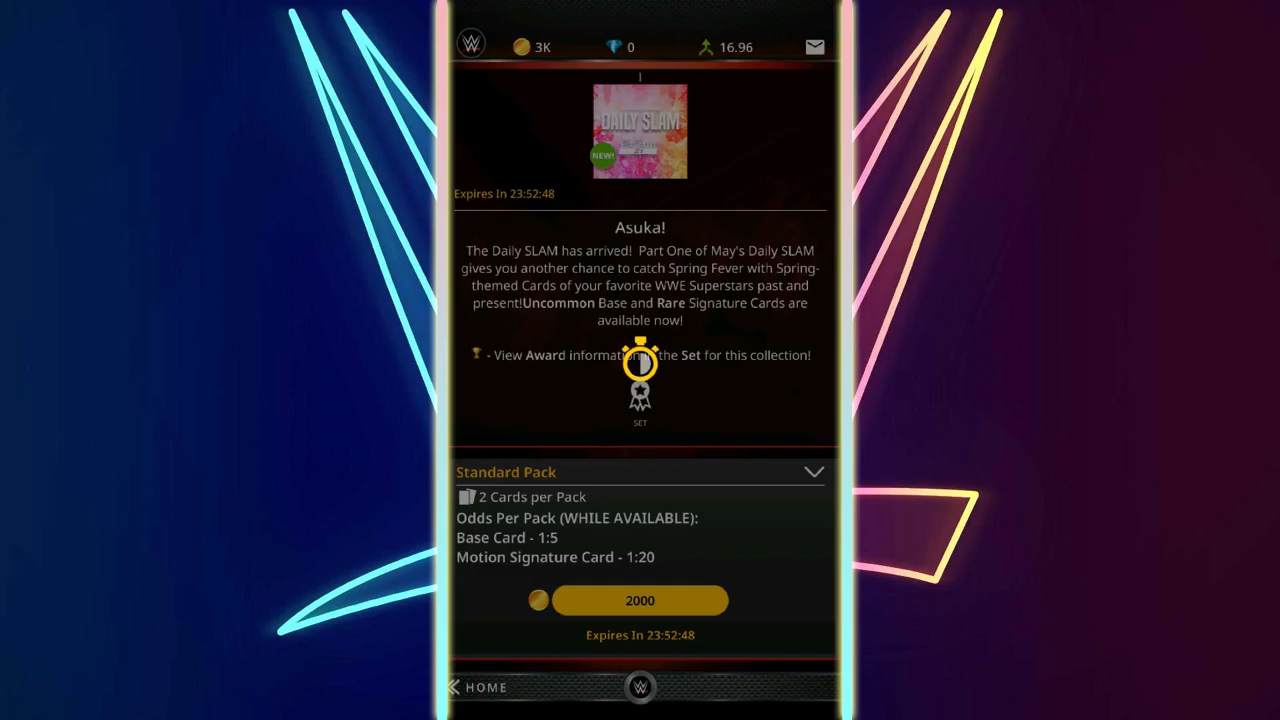 3K 0 16.96
DAILY SLAM
NEW!
Expires In 23:52:48
Asuka!
The Daily SLAM has arrived! Part One of May's Daily SLAM
gives you another chance to catch Spring Fever with Spring-
themed Cards of your favorite WWE Superstars past and
present!Uncommon Base and Rare Signature Cards are
available now!
- View Award information the Set for this collection!
SET
Standard Pack
2 Cards per Pack
Odds Per Pack (WHILE AVAILABLE):
Base Card - 1:5
Motion Signature Card - 1:20
2000
Expires In 23:52:48
HOME